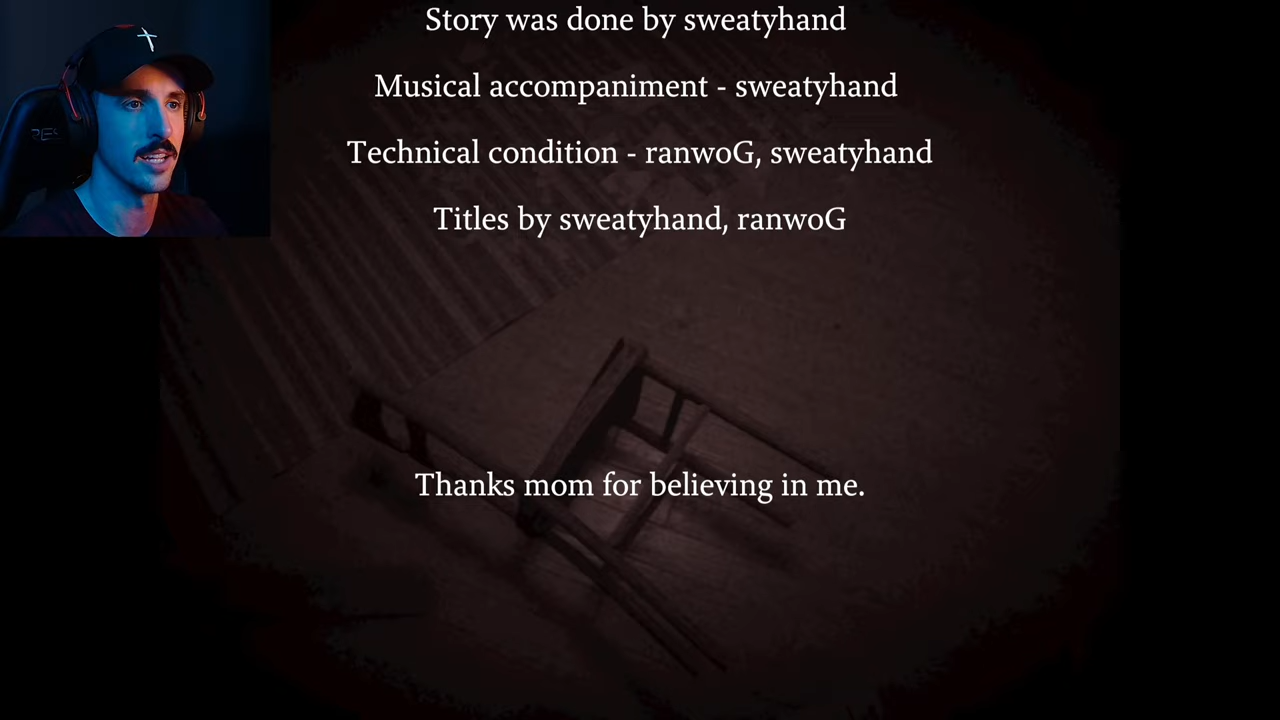 Story was done by sweatyhand
Musical accompaniment - sweatyhand
Technical condition - ranwoG, sweatyhand
Titles by sweatyhand, ranwoG
Thanks mom for believing in me.